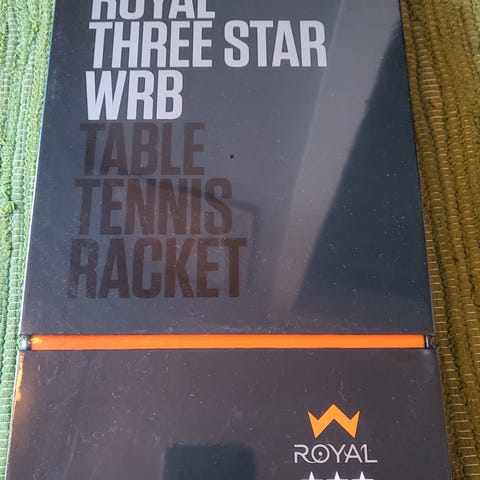 ROYAL
THREE STAR
WRB
TABLE
TENNIS
RACKET
ROYAL